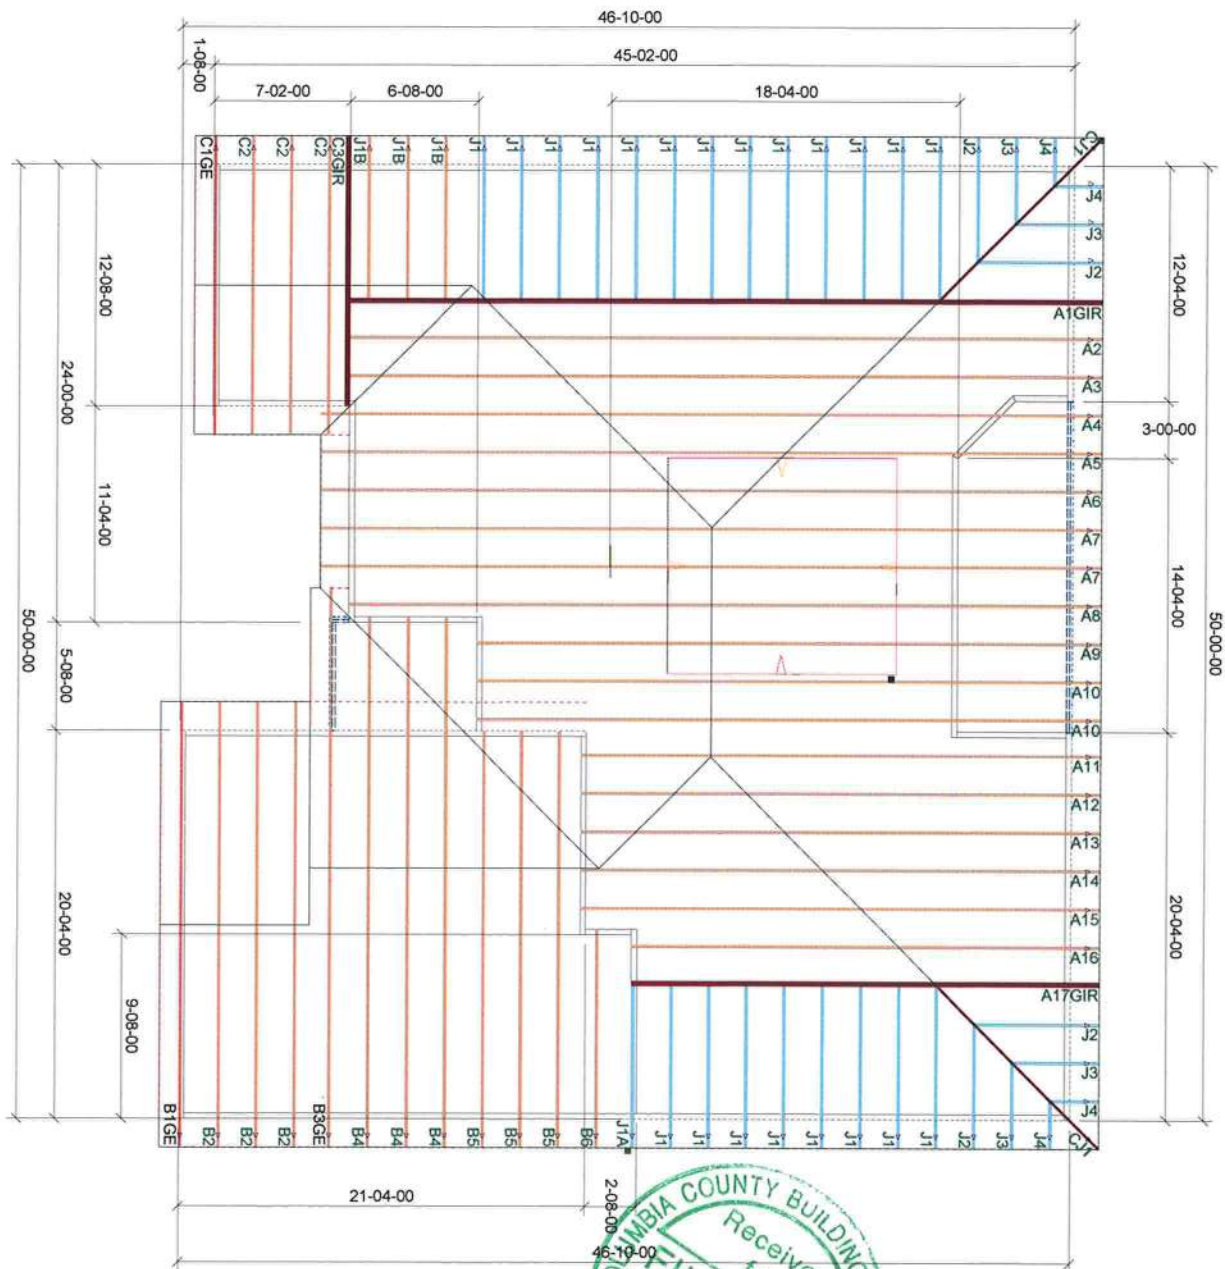 46-10-00
45-02-00
1-08-00
7-02-00
6-08-00
18-04-00
C1GE
C2
C2
C2
C3GIR
J1B
J1B
J1B
J1
J1
J1
J1
J1
J1
J1
J1
J1
J1
J1
J1
J1
J2
J3
J4
CJ1
J4
J3
J2
A1GIR
A2
A3
A4
A5
A6
A7
A7
A8
A9
A10
A10
A11
A12
A13
A14
A15
A16
A17GIR
J2
J3
J4
12-04-00
3-00-00
14-04-00
20-04-00
50-00-00
12-08-00
24-00-00
11-04-00
50-00-00
5-08-00
20-04-00
9-08-00
B1GE
B2
B2
B2
B3GE
B4
B4
B4
B5
B5
B5
B6
J1A
J1
J1
J1
J1
J1
J1
J1
J1
J2
J3
J4
CJ1
21-04-00
2-08-00
46-10-00
COUNTY BUILDING